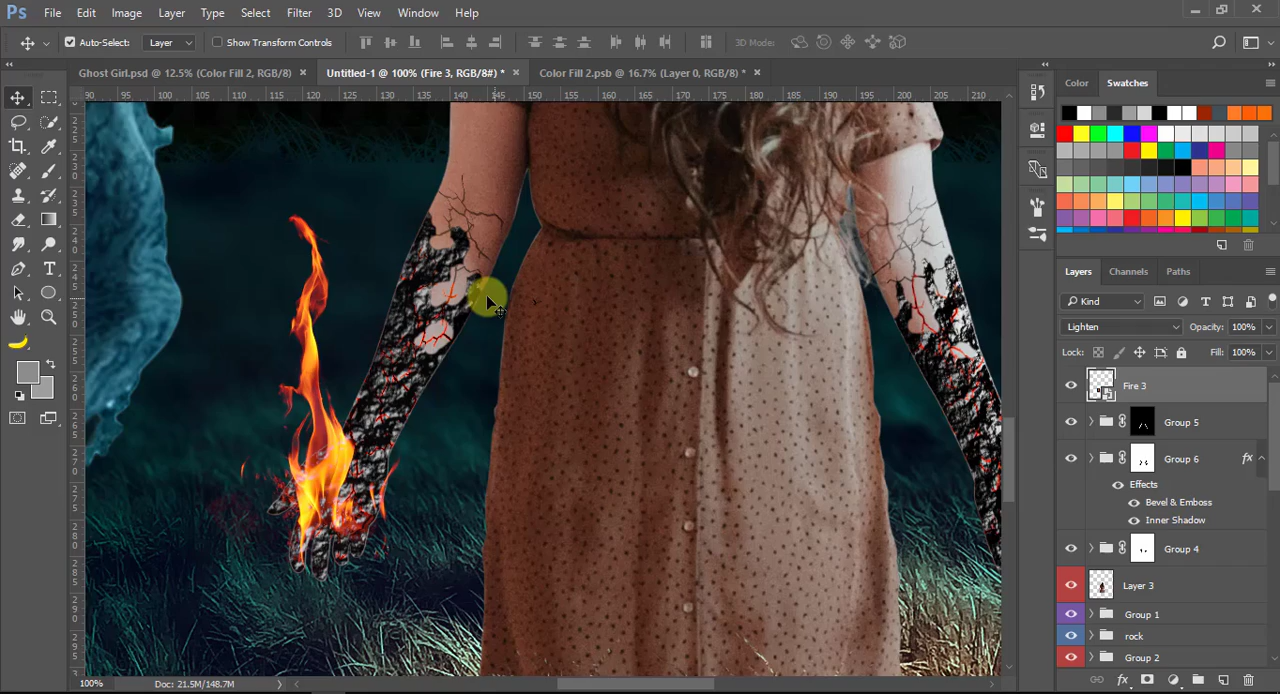 Ps File Edit Image Layer Type Select Filter 3D View Window Help
Auto-Select: Layer Show Transform Controls 3D Mode:
Ghost Girl.psd @ 12.5% (Color Fill 2, RGB/8) × Untitled-1 @ 100% (Fire 3, RGB/8#) * × Color Fill 2.psb @ 16.7% (Layer 0, RGB/8) * ×
90 95 100 105 110 115 120 125 130 135 140 145 150 155 160 165 170 175 180 185 190 195 200 205 210
Color Swatches
Layers Channels Paths
Kind
Lighten Opacity: 100%
Lock: Fill: 100%
Fire 3
Group 5
Group 6 fx
Effects
Bevel & Emboss
Inner Shadow
Group 4
Layer 3
Group 1
rock
Group 2
100% Doc: 21.5M/148.7M